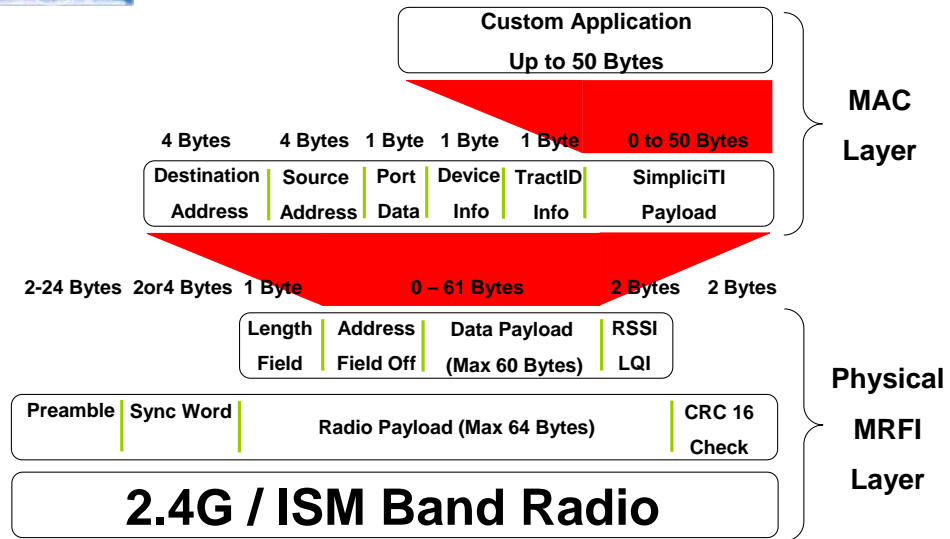 Custom Application
Up to 50 Bytes
MAC
Layer
4 Bytes 4 Bytes 1 Byte 1 Byte 1 Byte 0 to 50 Bytes
Destination Source Port Device TractID SimpliciTI
Address Address Data Info Info Payload
2-24 Bytes 2or4 Bytes 1 Byte 0 – 61 Bytes 2 Bytes 2 Bytes
Length Address Data Payload RSSI
Field Field Off (Max 60 Bytes) LQI
Physical
MRFI
Layer
Preamble Sync Word Radio Payload (Max 64 Bytes) CRC 16
Check
2.4G / ISM Band Radio